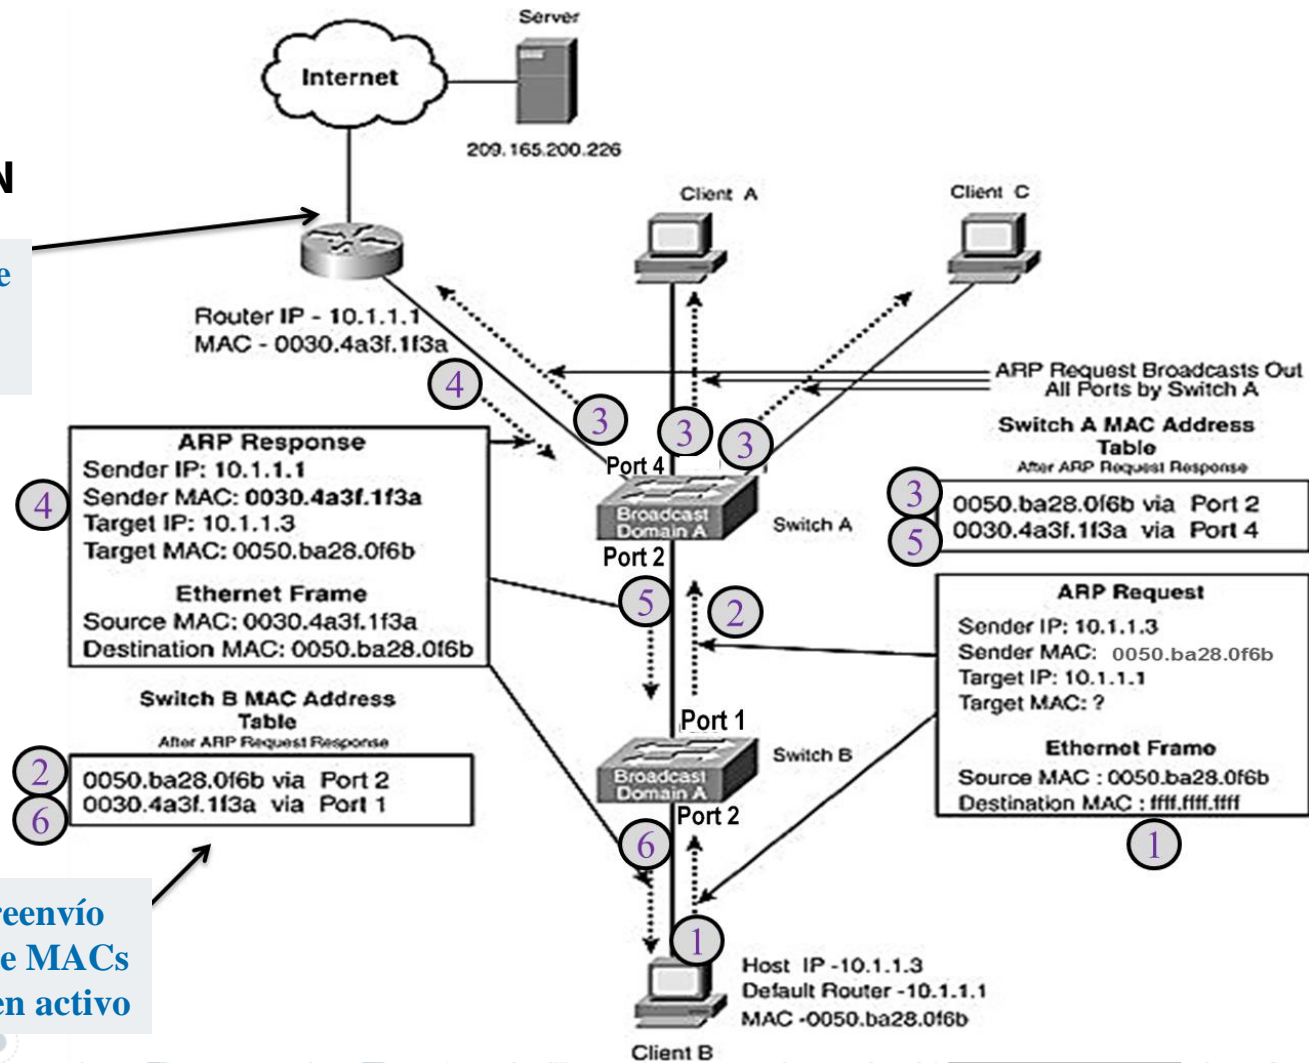 Server
Internet
209.165.200.226
N
Client A
Client C
e
Router IP - 10.1.1.1
MAC - 0030.4a3f.1f3a
4
3
3
3
ARP Request Broadcasts Out
All Ports by Switch A
ARP Response
Sender IP: 10.1.1.1
Sender MAC: 0030.4a3f.1f3a
Target IP: 10.1.1.3
Target MAC: 0050.ba28.0f6b
Ethernet Frame
Source MAC: 0030.4a3f.1f3a
Destination MAC: 0050.ba28.0f6b
4
Port 4
Broadcast
Domain A
Switch A
Port 2
Switch A MAC Address
Table
After ARP Request Response
3
0050.ba28.0f6b via Port 2
5
0030.4a3f.1f3a via Port 4
5
2
ARP Request
Sender IP: 10.1.1.3
Sender MAC: 0050.ba28.0f6b
Target IP: 10.1.1.1
Target MAC: ?
Ethernet Frame
Source MAC : 0050.ba28.0f6b
Destination MAC : ffff.ffff.ffff
1
Switch B MAC Address
Table
After ARP Request Response
2
0050.ba28.0f6b via Port 2
6
0030.4a3f.1f3a via Port 1
Port 1
Broadcast
Domain A
Switch B
Port 2
6
1
reenvío
e MACs
en activo
Host IP -10.1.1.3
Default Router -10.1.1.1
MAC -0050.ba28.0f6b
Client B